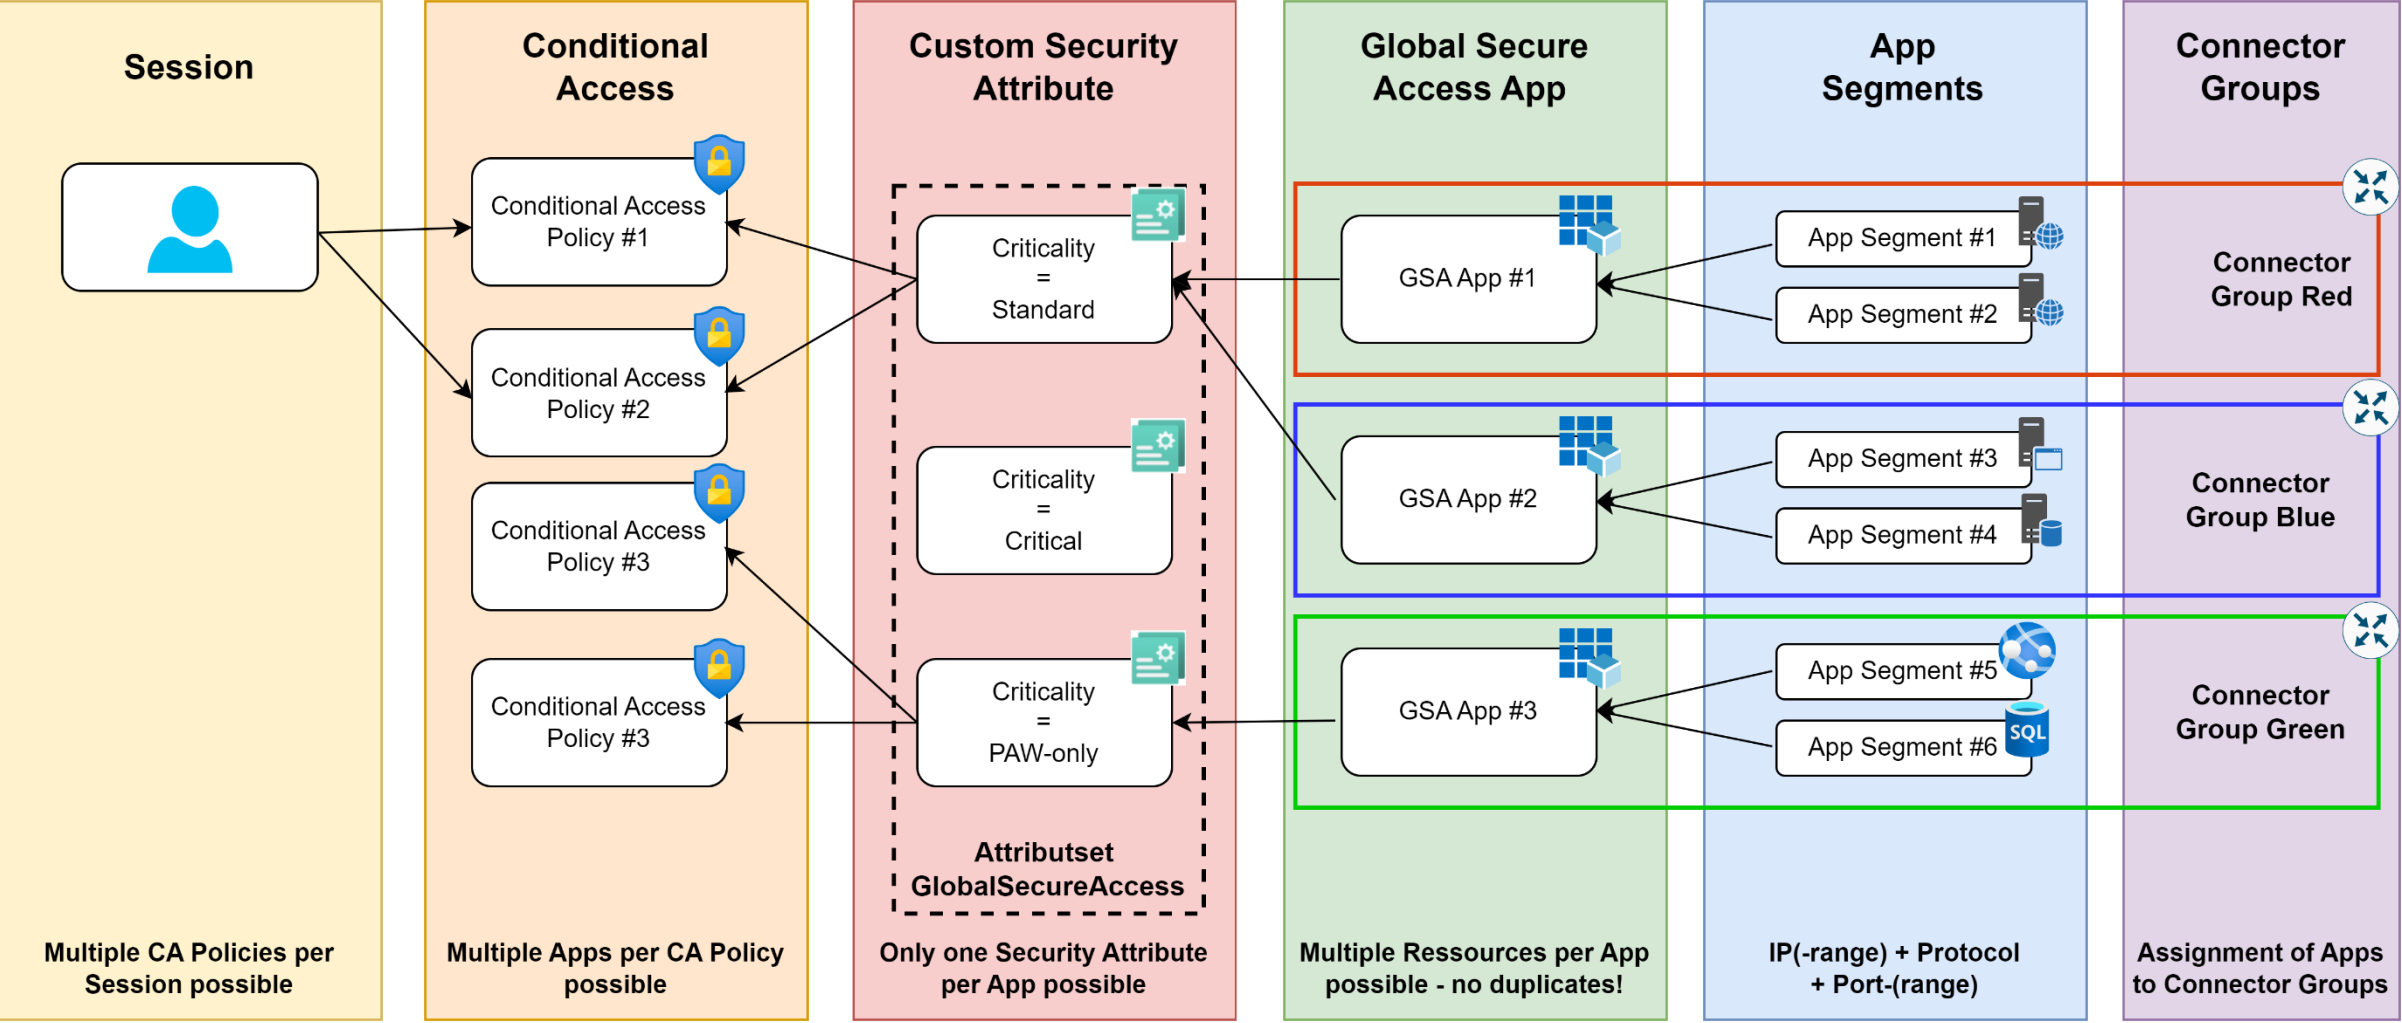 Session
Multiple CA Policies per
Session possible
Conditional
Access
Conditional Access
Policy #1
Conditional Access
Policy #2
Conditional Access
Policy #3
Conditional Access
Policy #3
Multiple Apps per CA Policy
possible
Custom Security
Attribute
Criticality
=
Standard
Criticality
=
Critical
Criticality
=
PAW-only
Attributset
GlobalSecureAccess
Only one Security Attribute
per App possible
Global Secure
Access App
GSA App #1
GSA App #2
GSA App #3
Multiple Ressources per App
possible - no duplicates!
App
Segments
App Segment #1
App Segment #2
App Segment #3
App Segment #4
App Segment #5
App Segment #6
SQL
IP(-range) + Protocol
+ Port-(range)
Connector
Groups
Connector
Group Red
Connector
Group Blue
Connector
Group Green
Assignment of Apps
to Connector Groups